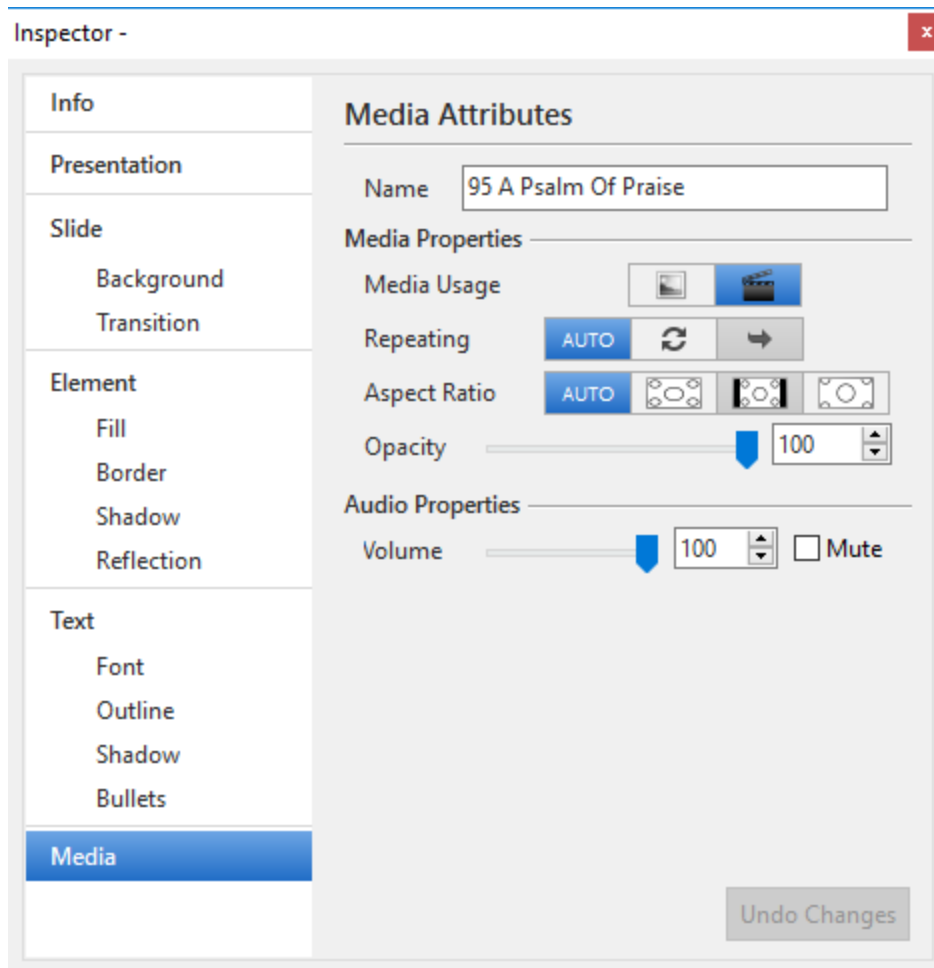 Inspector -
x
Info
Presentation
Slide
Background
Transition
Element
Fill
Border
Shadow
Reflection
Text
Font
Outline
Shadow
Bullets
Media
Media Attributes
Name 95 A Psalm Of Praise
Media Properties
Media Usage
Repeating AUTO
Aspect Ratio AUTO
Opacity 100
Audio Properties
Volume 100 Mute
Undo Changes